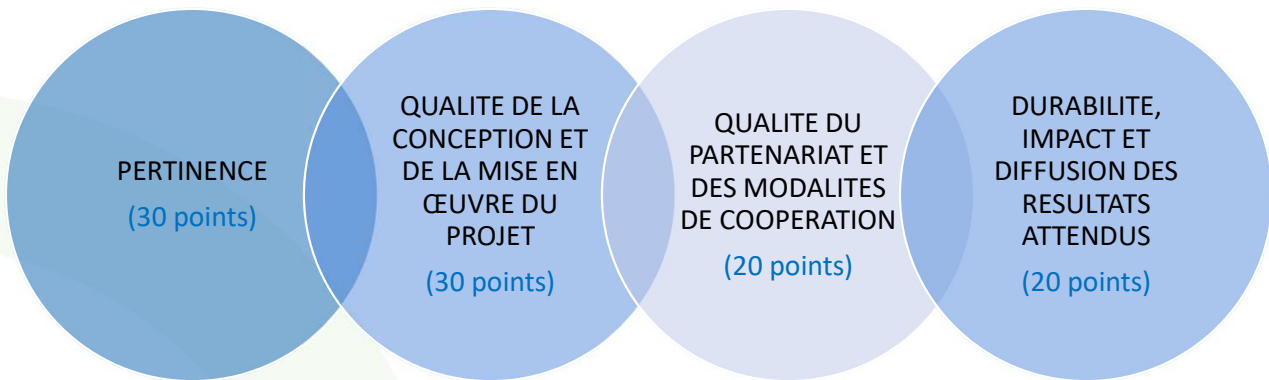 PERTINENCE
(30 points)
QUALITE DE LA
CONCEPTION ET
DE LA MISE EN
ŒUVRE DU
PROJET
(30 points)
QUALITE DU
PARTENARIAT ET
DES MODALITES
DE COOPERATION
(20 points)
DURABILITE,
IMPACT ET
DIFFUSION DES
RESULTATS
ATTENDUS
(20 points)